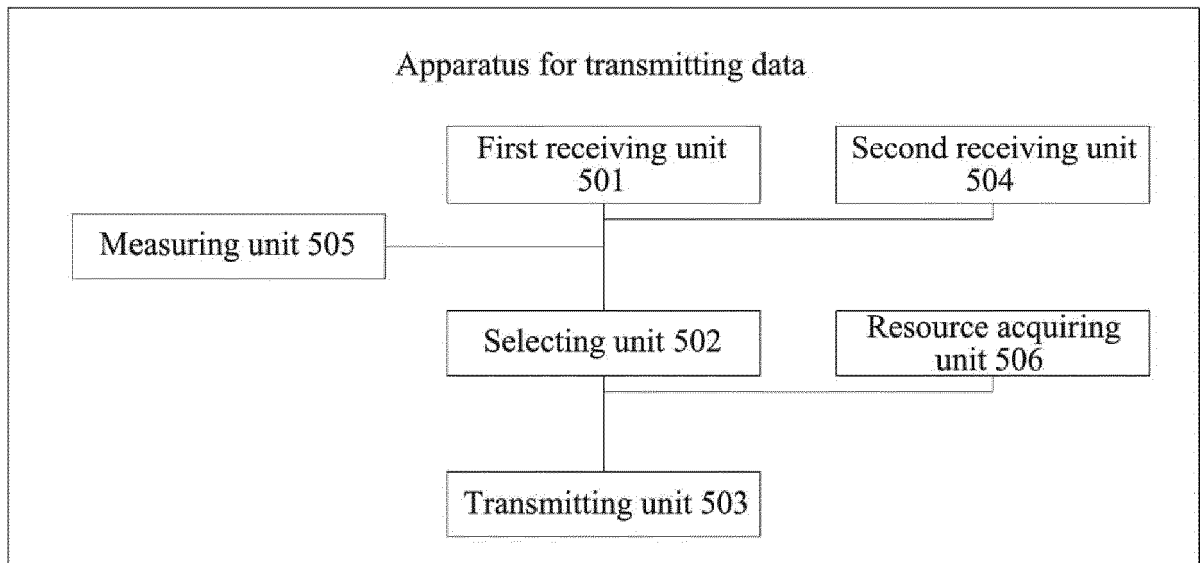 Apparatus for transmitting data
First receiving unit
501
Second receiving unit
504
Measuring unit 505
Selecting unit 502
Resource acquiring
unit 506
Transmitting unit 503